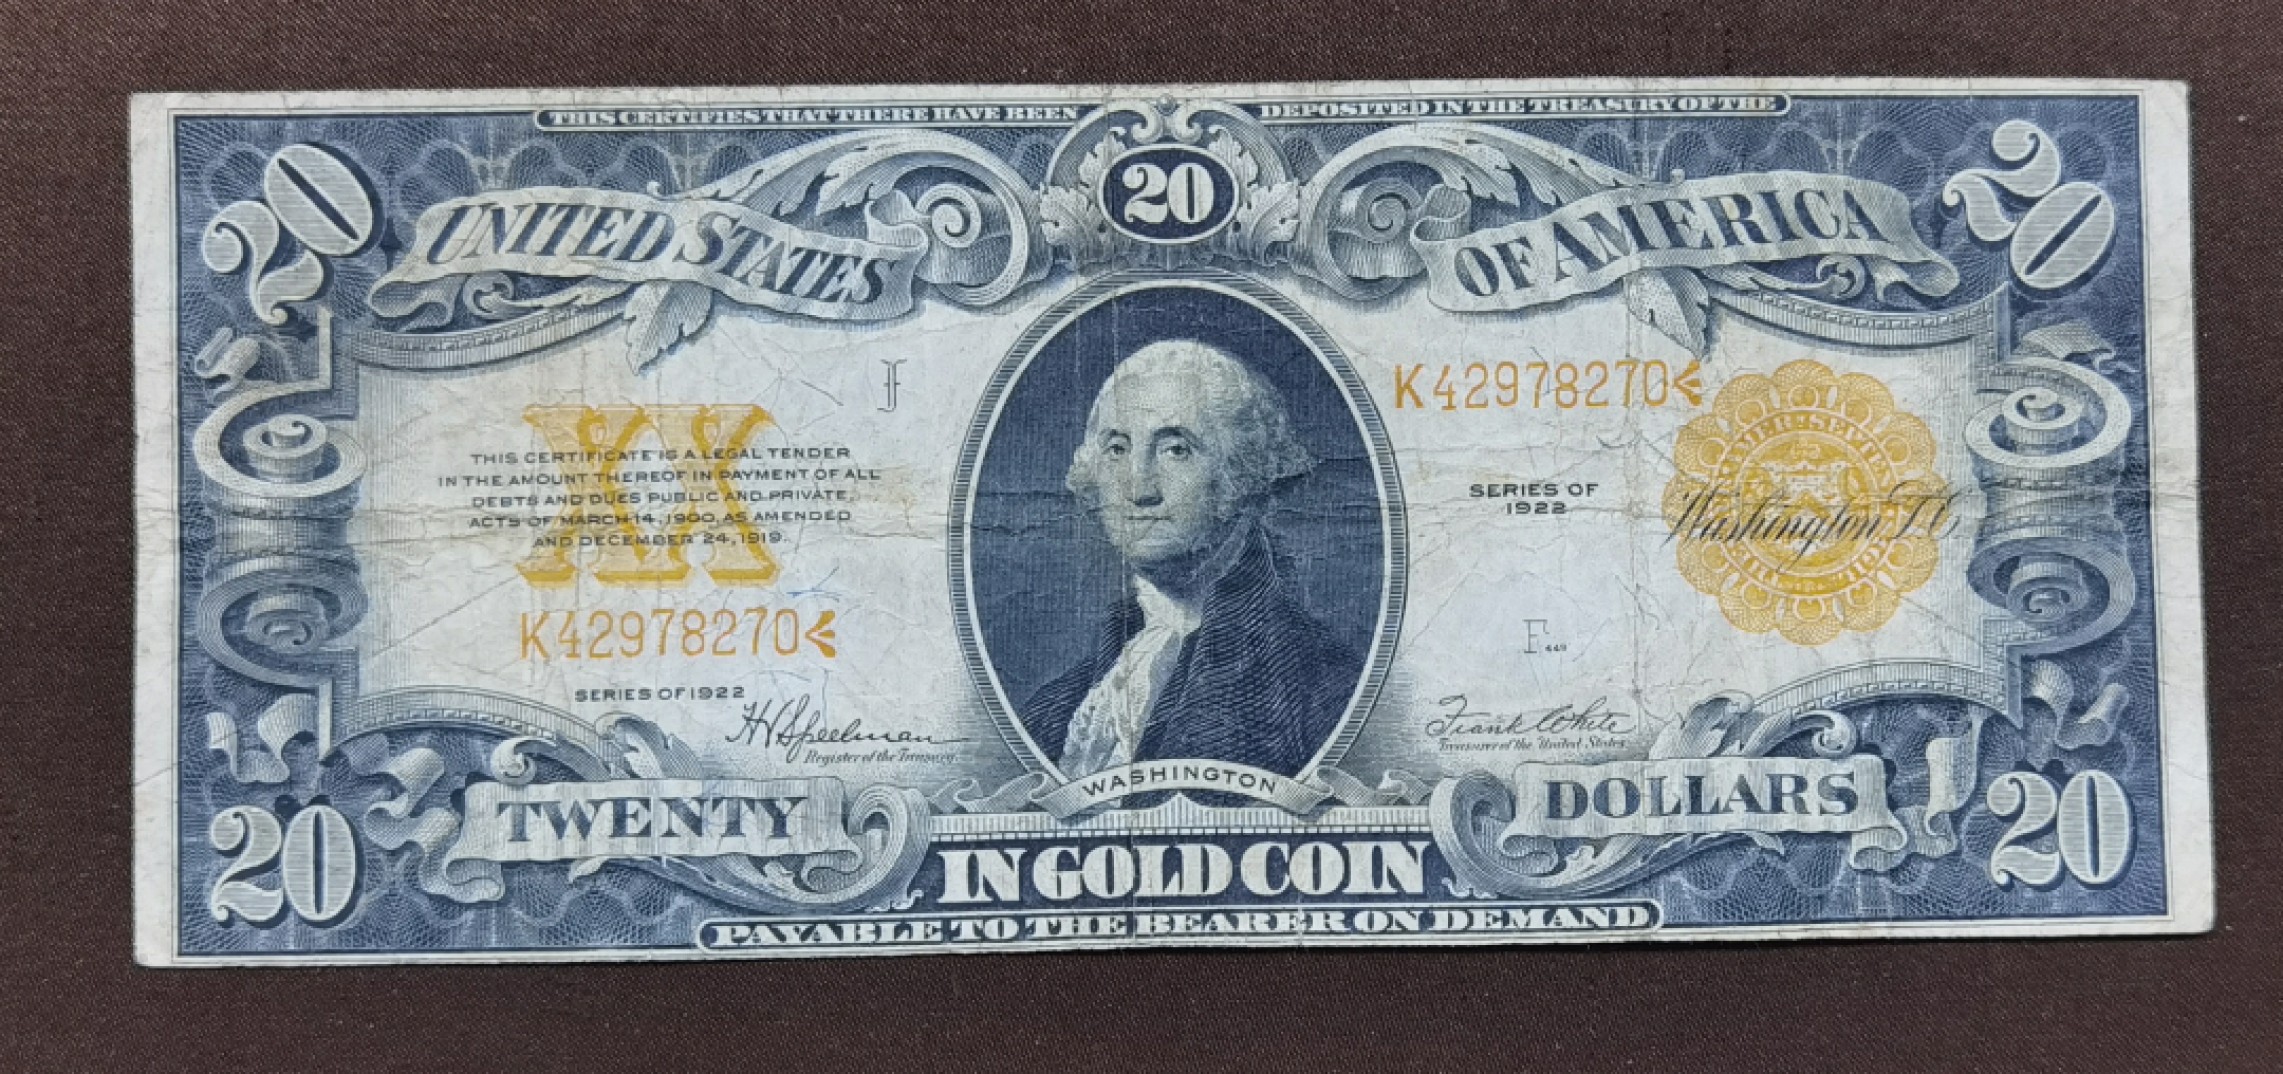 THIS CERTIFIES THAT THERE HAVE BEEN DEPOSITED IN THE TREASURY OF THE
20 20 20
UNITED STATES OF AMERICA
J
K42978270
XX
THIS CERTIFICATE IS A LEGAL TENDER
IN THE AMOUNT THEREOF IN PAYMENT OF ALL
DEBTS AND DUES PUBLIC AND PRIVATE,
ACTS OF MARCH 14, 1900, AS AMENDED
AND DECEMBER 24, 1919.
SERIES OF
1922
Washington D.C.
K42978270
F
SERIES OF 1922
H V Speelman
Register of the Treasury.
Frank White
Treasurer of the United States.
WASHINGTON
TWENTY DOLLARS
20 20
IN GOLD COIN
PAYABLE TO THE BEARER ON DEMAND